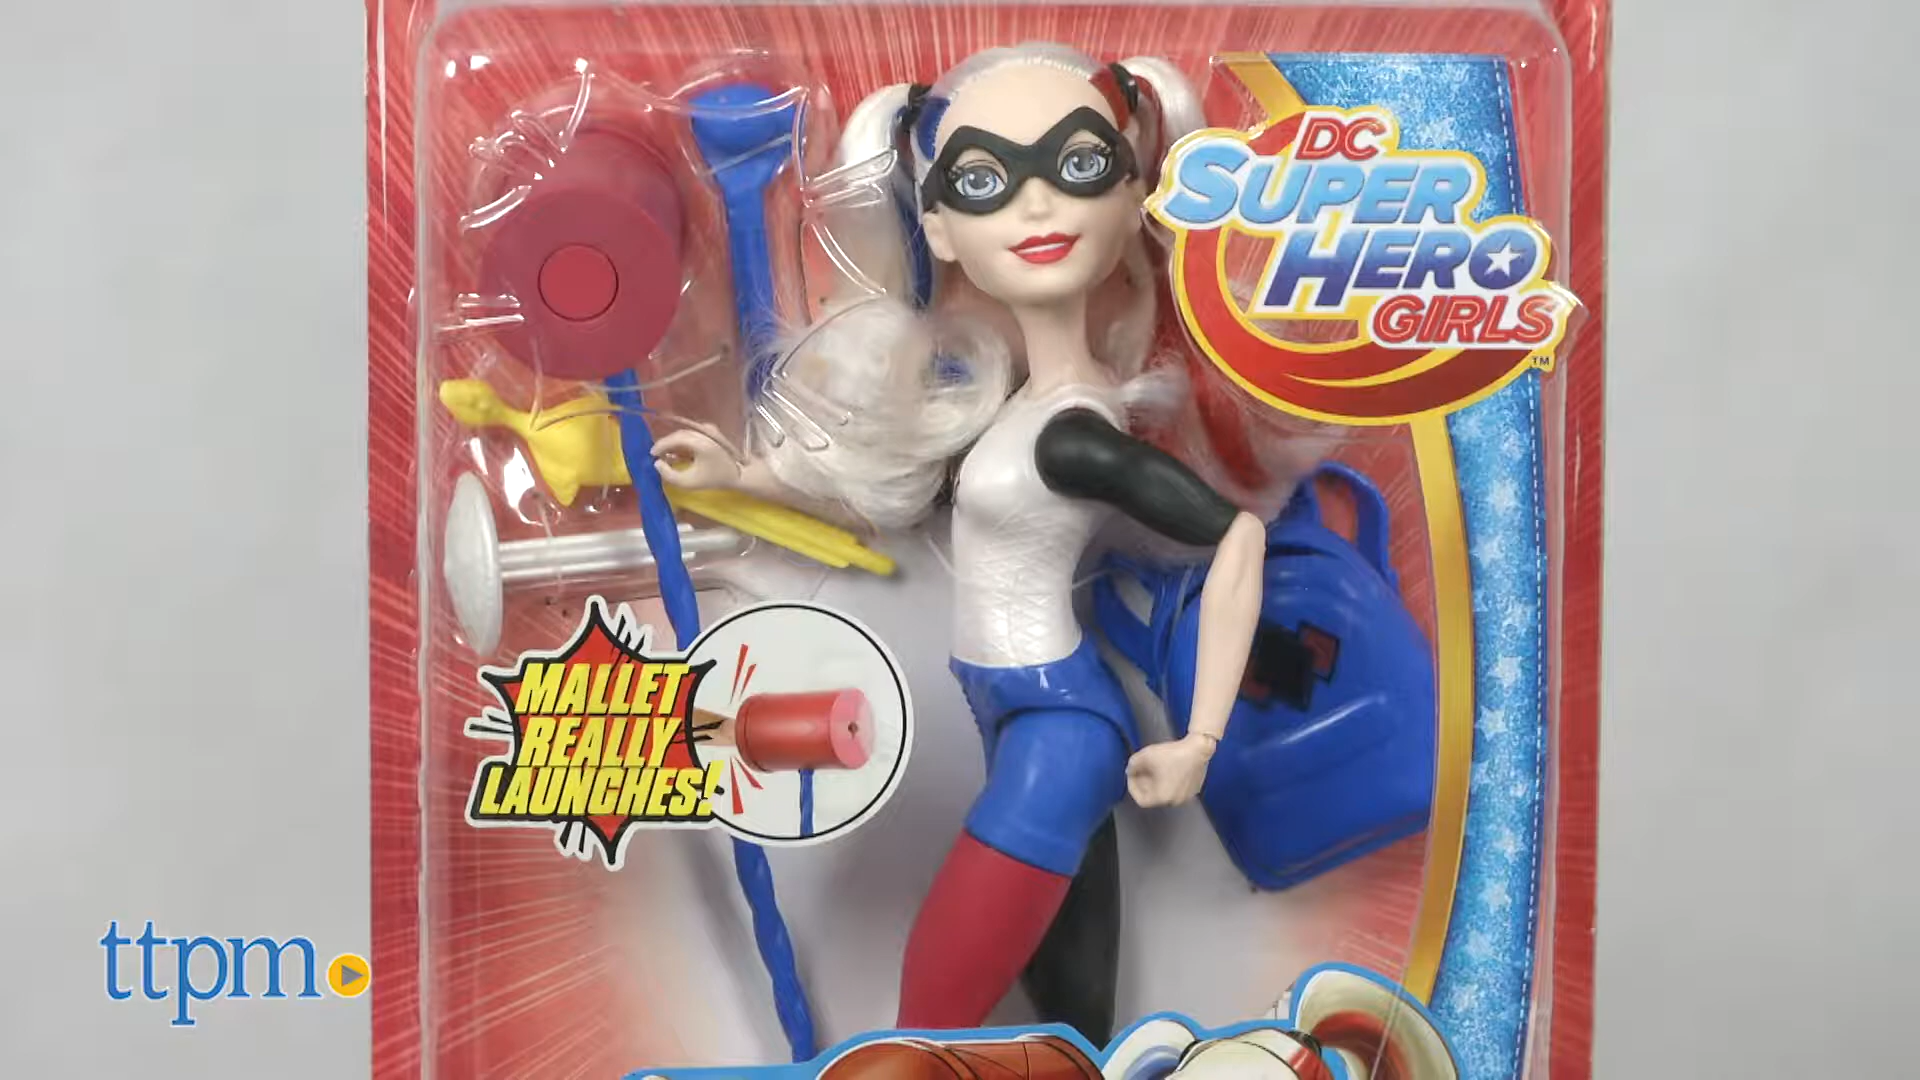 DC
SUPER
HERO
GIRLS
TM
MALLET
REALLY
LAUNCHES!
ttpm